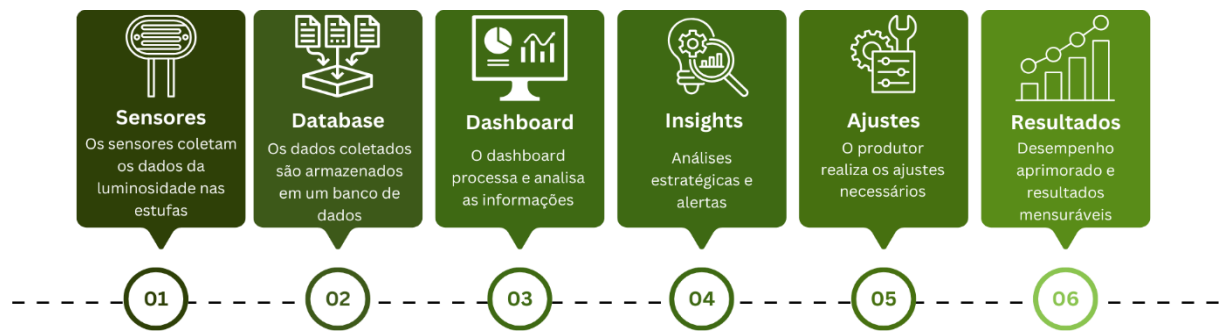 Sensores
Os sensores coletam
os dados da
luminosidade nas
estufas
Database
Os dados coletados
são armazenados
em um banco de
dados
Dashboard
O dashboard
processa e analisa
as informações
Insights
Análises
estratégicas e
alertas
Ajustes
O produtor
realiza os ajustes
necessários
Resultados
Desempenho
aprimorado e
resultados
mensuráveis
01
02
03
04
05
06